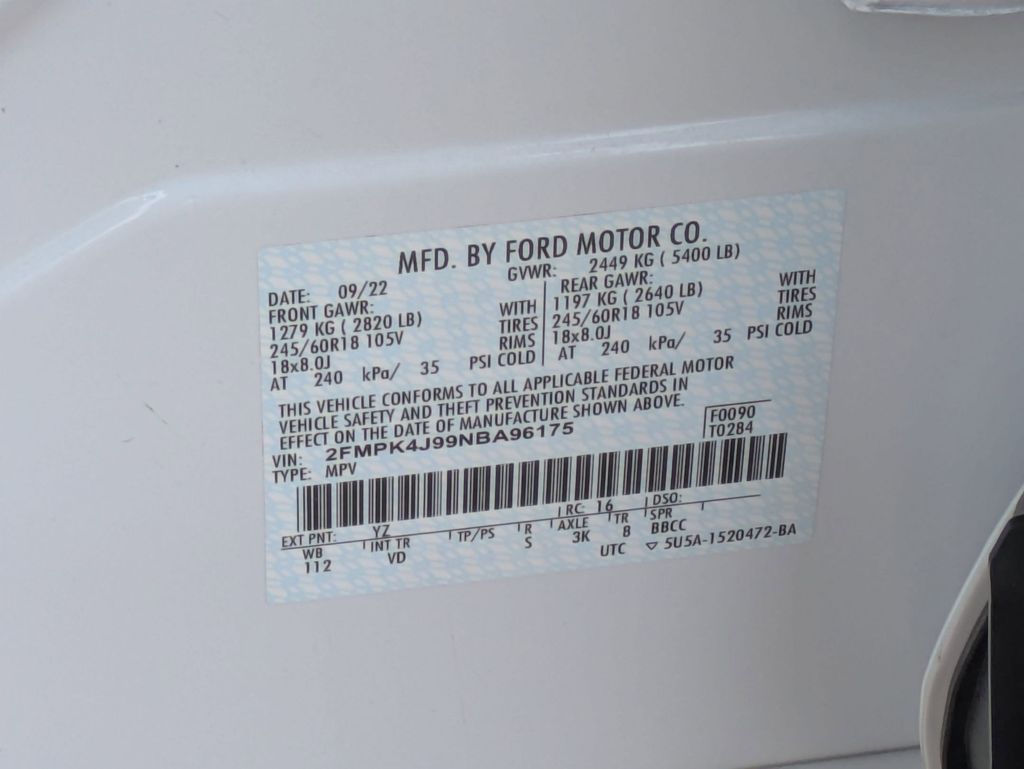 MFD. BY FORD MOTOR CO.
DATE: 09/22
GVWR: 2449 KG ( 5400 LB)
FRONT GAWR:
1279 KG ( 2820 LB) WITH
245/60R18 105V TIRES
18x8.0J RIMS
AT 240 kPa/ 35 PSI COLD
REAR GAWR:
1197 KG ( 2640 LB) WITH
245/60R18 105V TIRES
18x8.0J RIMS
AT 240 kPa/ 35 PSI COLD
THIS VEHICLE CONFORMS TO ALL APPLICABLE FEDERAL MOTOR
VEHICLE SAFETY AND THEFT PREVENTION STANDARDS IN
EFFECT ON THE DATE OF MANUFACTURE SHOWN ABOVE.
VIN: 2FMPK4J99NBA96175
TYPE: MPV
F0090
T0284
EXT PNT: YZ RC: 16 DSO:
WB INT TR TP/PS R AXLE TR SPR
112 VD S 3K 8 BBCC
UTC ▽ 5U5A-1520472-BA